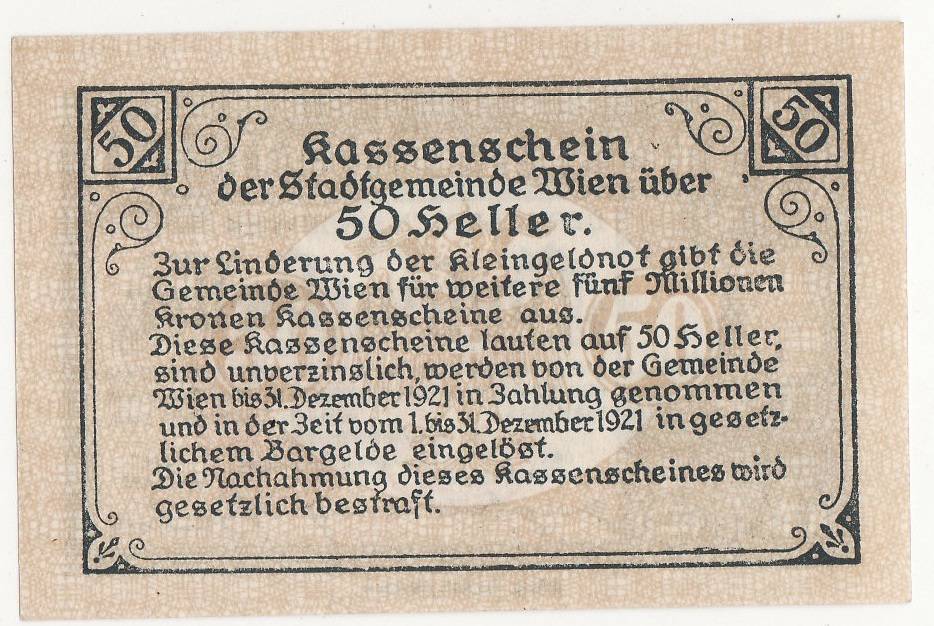 50
50
Kassenschein
der Stadtgemeinde Wien über
50 Heller.
Zur Linderung der Kleingeldnot gibt die
Gemeinde Wien für weitere fünf Millionen
Kronen Kassenscheine aus.
Diese Kassenscheine lauten auf 50 Heller,
sind unverzinslich, werden von der Gemeinde
Wien bis 31. Dezember 1921 in Zahlung genommen
und in der Zeit vom 1. bis 31. Dezember 1921 in gesetz-
lichem Bargelde eingelöst.
Die Nachahmung dieses Kassenscheines wird
gesetzlich bestraft.
50